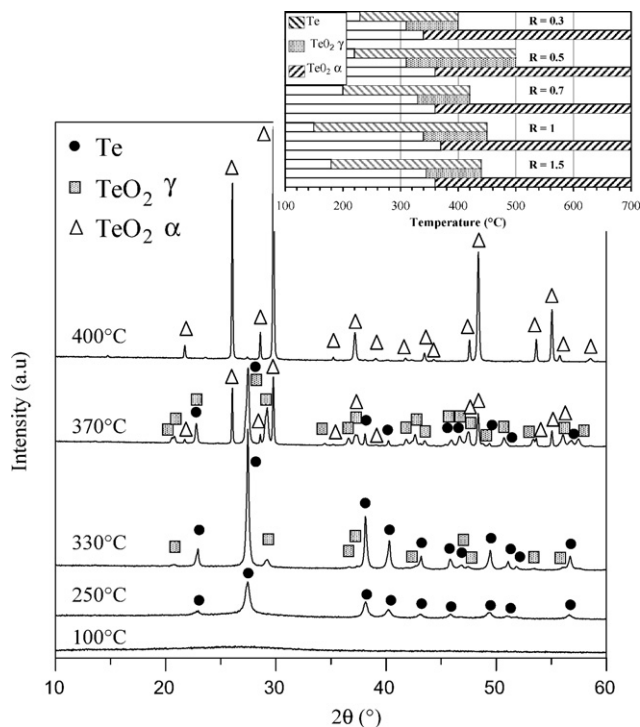 Te
TeO₂ γ
TeO₂ α
R = 0.3
R = 0.5
R = 0.7
R = 1
R = 1.5
100 200 300 400 500 600 700
Temperature (°C)
Te
TeO₂ γ
TeO₂ α
400°C
370°C
330°C
250°C
100°C
Intensity (a.u)
10 20 30 40 50 60
2θ (°)